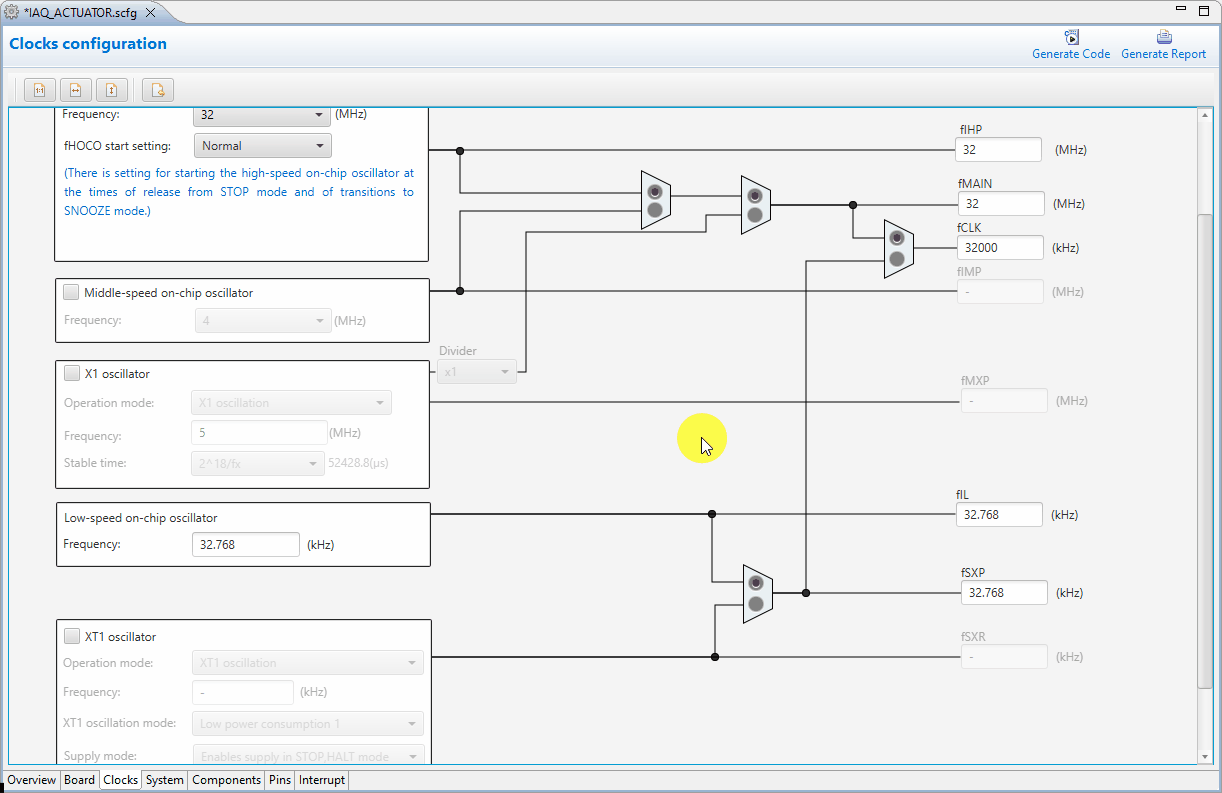 *IAQ_ACTUATOR.scfg
Clocks configuration
Generate Code
Generate Report
1:1
Frequency:
32
(MHz)
fHOCO start setting:
Normal
(There is setting for starting the high-speed on-chip oscillator at
the times of release from STOP mode and of transitions to
SNOOZE mode.)
fIHP
32
(MHz)
fMAIN
32
(MHz)
fCLK
32000
(kHz)
fIMP
-
(MHz)
Middle-speed on-chip oscillator
Frequency:
4
(MHz)
Divider
x1
X1 oscillator
Operation mode:
X1 oscillation
Frequency:
5
(MHz)
Stable time:
2^18/fx
52428.8(μs)
fMXP
-
(MHz)
Low-speed on-chip oscillator
Frequency:
32.768
(kHz)
fIL
32.768
(kHz)
fSXP
32.768
(kHz)
fSXR
-
(kHz)
XT1 oscillator
Operation mode:
XT1 oscillation
Frequency:
-
(kHz)
XT1 oscillation mode:
Low power consumption 1
Supply mode:
Enables supply in STOP,HALT mode
Overview
Board
Clocks
System
Components
Pins
Interrupt